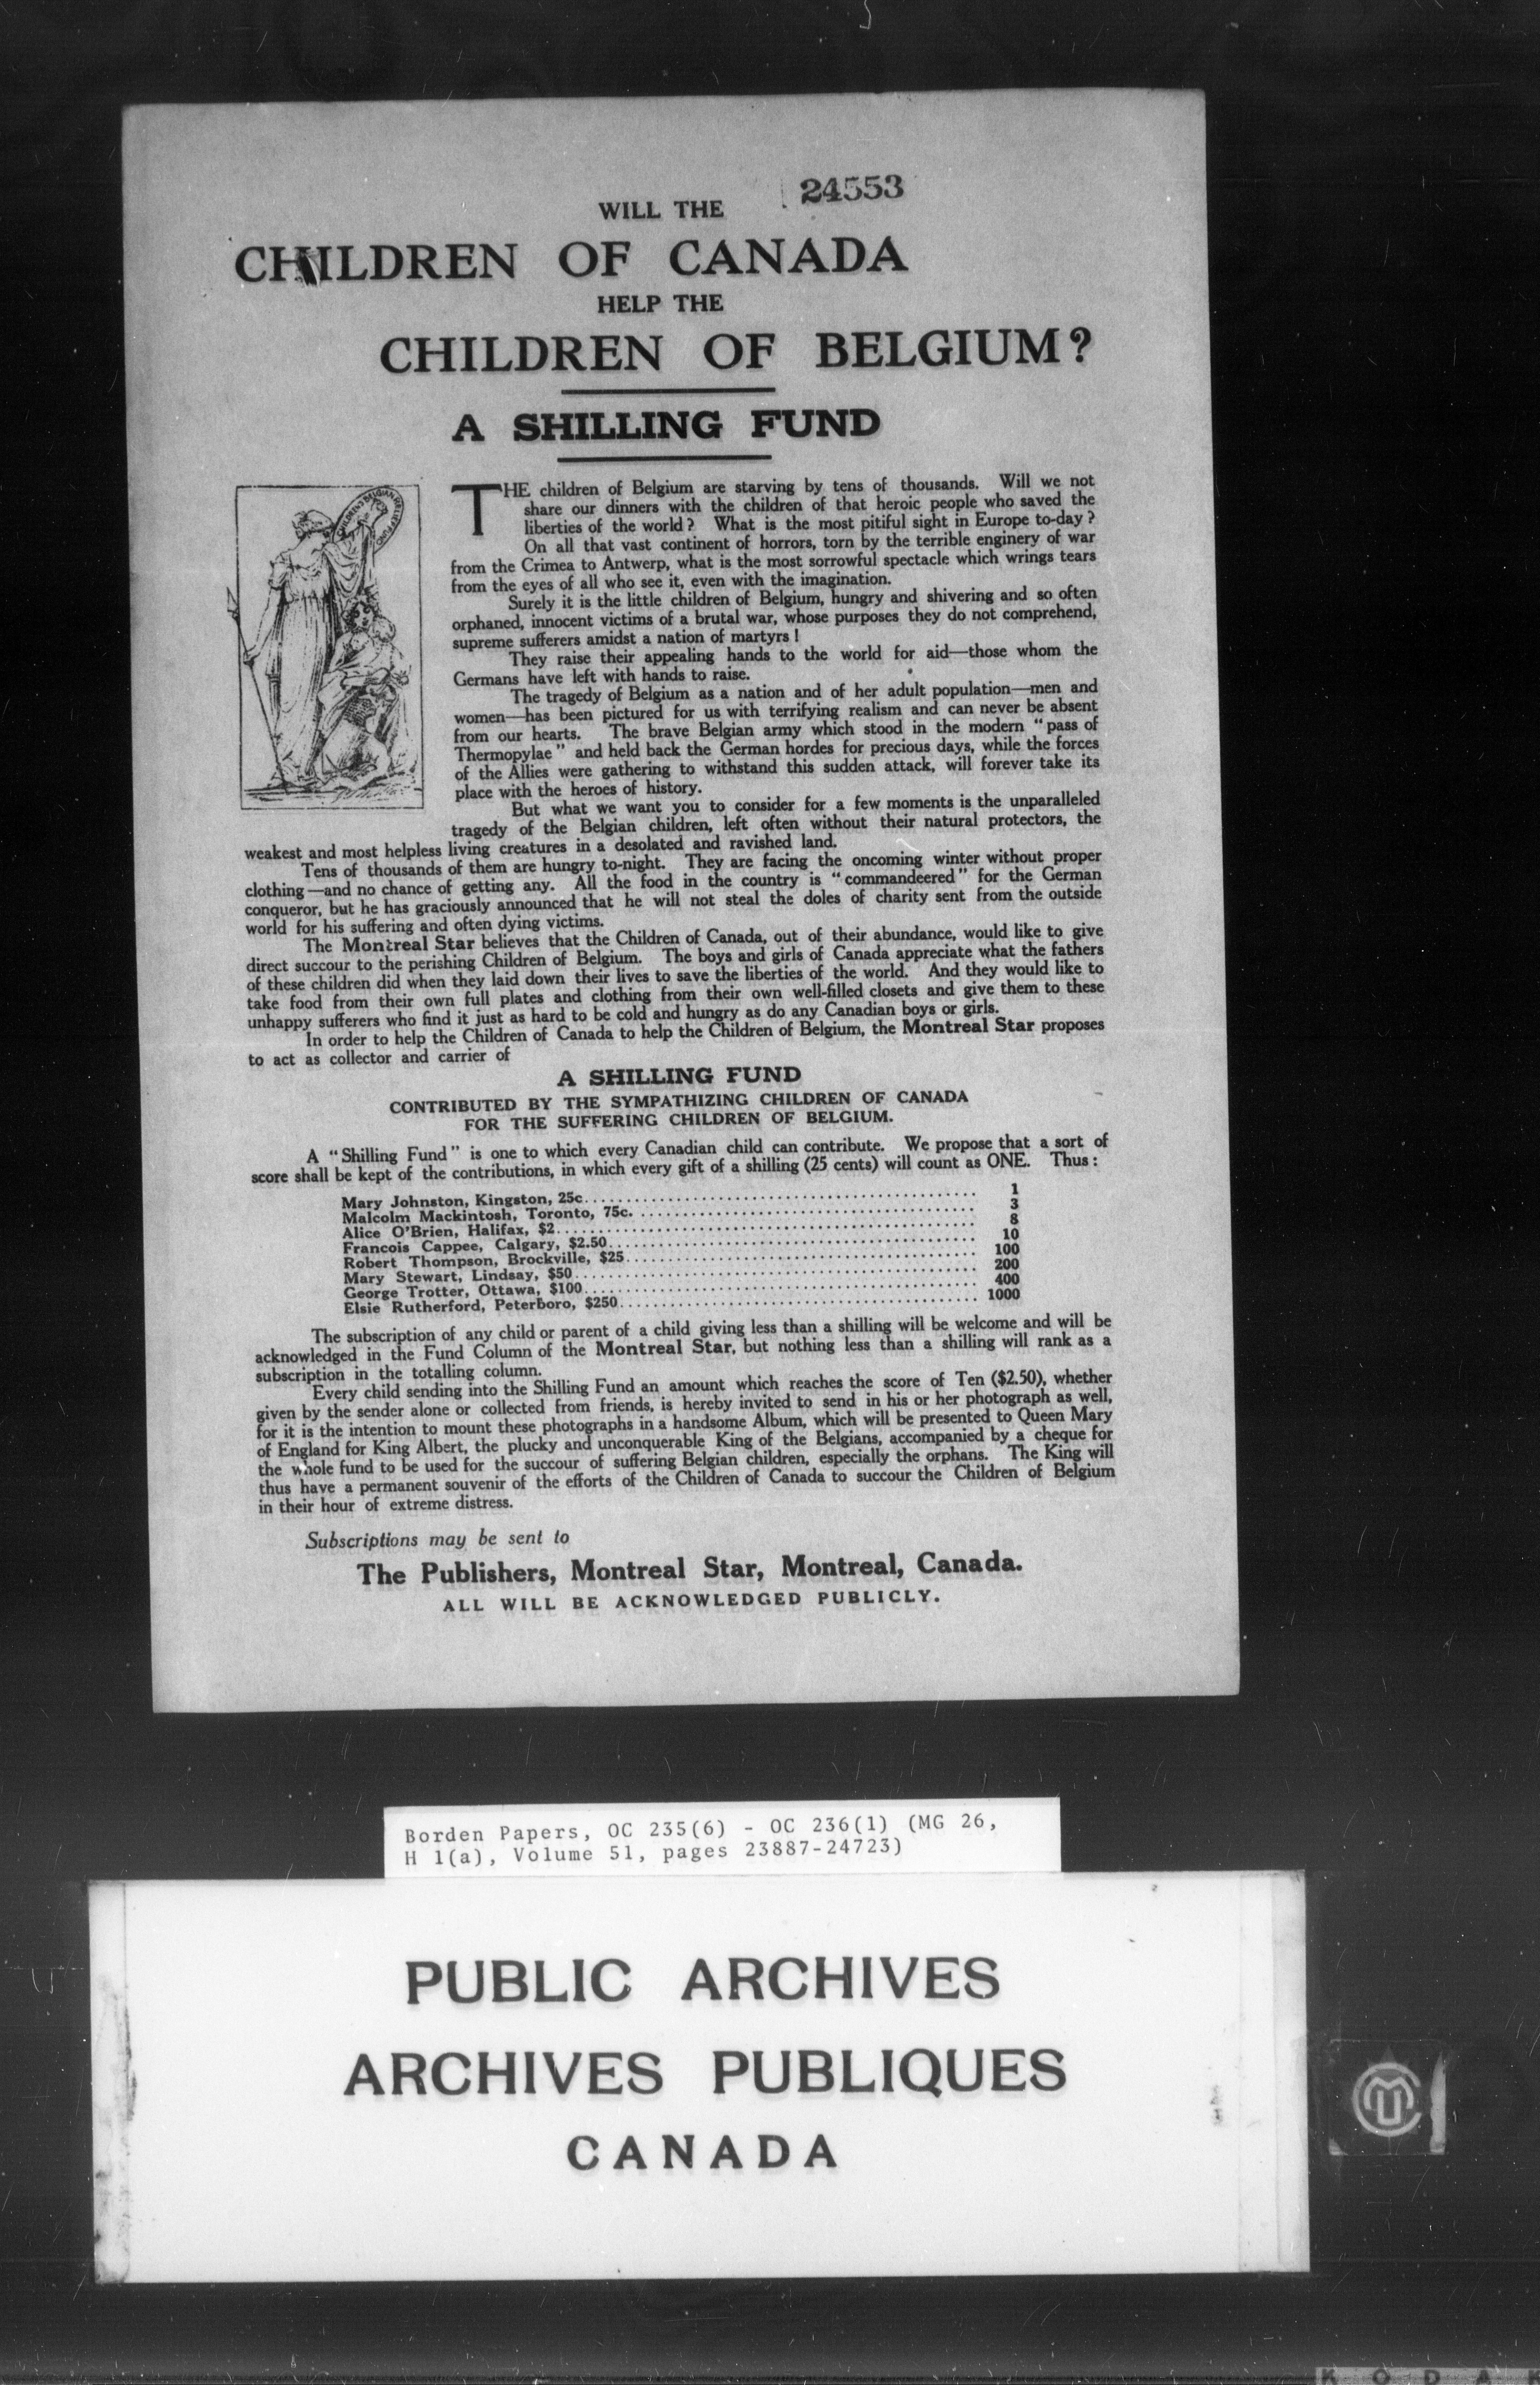 24553
WILL THE
CHILDREN OF CANADA
HELP THE
CHILDREN OF BELGIUM?
A SHILLING FUND
CHILDREN'S BELGIAN RELIEF FUND
THE children of Belgium are starving by tens of thousands. Will we not
share our dinners with the children of that heroic people who saved the
liberties of the world? What is the most pitiful sight in Europe to-day?
On all that vast continent of horrors, torn by the terrible enginery of war
from the Crimea to Antwerp, what is the most sorrowful spectacle which wrings tears
from the eyes of all who see it, even with the imagination.
Surely it is the little children of Belgium, hungry and shivering and so often
orphaned, innocent victims of a brutal war, whose purposes they do not comprehend,
supreme sufferers amidst a nation of martyrs!
They raise their appealing hands to the world for aid—those whom the
Germans have left with hands to raise.
The tragedy of Belgium as a nation and of her adult population—men and
women—has been pictured for us with terrifying realism and can never be absent
from our hearts. The brave Belgian army which stood in the modern "pass of
Thermopylae" and held back the German hordes for precious days, while the forces
of the Allies were gathering to withstand this sudden attack, will forever take its
place with the heroes of history.
But what we want you to consider for a few moments is the unparalleled
tragedy of the Belgian children, left often without their natural protectors, the
weakest and most helpless living creatures in a desolated and ravished land.
Tens of thousands of them are hungry to-night. They are facing the oncoming winter without proper
clothing—and no chance of getting any. All the food in the country is "commandeered" for the German
conqueror, but he has graciously announced that he will not steal the doles of charity sent from the outside
world for his suffering and often dying victims.
The Montreal Star believes that the Children of Canada, out of their abundance, would like to give
direct succour to the perishing Children of Belgium. The boys and girls of Canada appreciate what the fathers
of these children did when they laid down their lives to save the liberties of the world. And they would like to
take food from their own full plates and clothing from their own well-filled closets and give them to these
unhappy sufferers who find it just as hard to be cold and hungry as do any Canadian boys or girls.
In order to help the Children of Canada to help the Children of Belgium, the Montreal Star proposes
to act as collector and carrier of
A SHILLING FUND
CONTRIBUTED BY THE SYMPATHIZING CHILDREN OF CANADA
FOR THE SUFFERING CHILDREN OF BELGIUM.
A "Shilling Fund" is one to which every Canadian child can contribute. We propose that a sort of
score shall be kept of the contributions, in which every gift of a shilling (25 cents) will count as ONE. Thus:
Mary Johnston, Kingston, 25c. 1
Malcolm Mackintosh, Toronto, 75c. 3
Alice O'Brien, Halifax, $2 8
Francois Cappee, Calgary, $2.50 10
Robert Thompson, Brockville, $25 100
Mary Stewart, Lindsay, $50 200
George Trotter, Ottawa, $100 400
Elsie Rutherford, Peterboro, $250 1000
The subscription of any child or parent of a child giving less than a shilling will be welcome and will be
acknowledged in the Fund Column of the Montreal Star, but nothing less than a shilling will rank as a
subscription in the totalling column.
Every child sending into the Shilling Fund an amount which reaches the score of Ten ($2.50), whether
given by the sender alone or collected from friends, is hereby invited to send in his or her photograph as well,
for it is the intention to mount these photographs in a handsome Album, which will be presented to Queen Mary
of England for King Albert, the plucky and unconquerable King of the Belgians, accompanied by a cheque for
the whole fund to be used for the succour of suffering Belgian children, especially the orphans. The King will
thus have a permanent souvenir of the efforts of the Children of Canada to succour the Children of Belgium
in their hour of extreme distress.
Subscriptions may be sent to
The Publishers, Montreal Star, Montreal, Canada.
ALL WILL BE ACKNOWLEDGED PUBLICLY.
Borden Papers, OC 235(6) - OC 236(1) (MG 26,
H 1(a), Volume 51, pages 23887-24723)
PUBLIC ARCHIVES
ARCHIVES PUBLIQUES
CANADA
KODAK